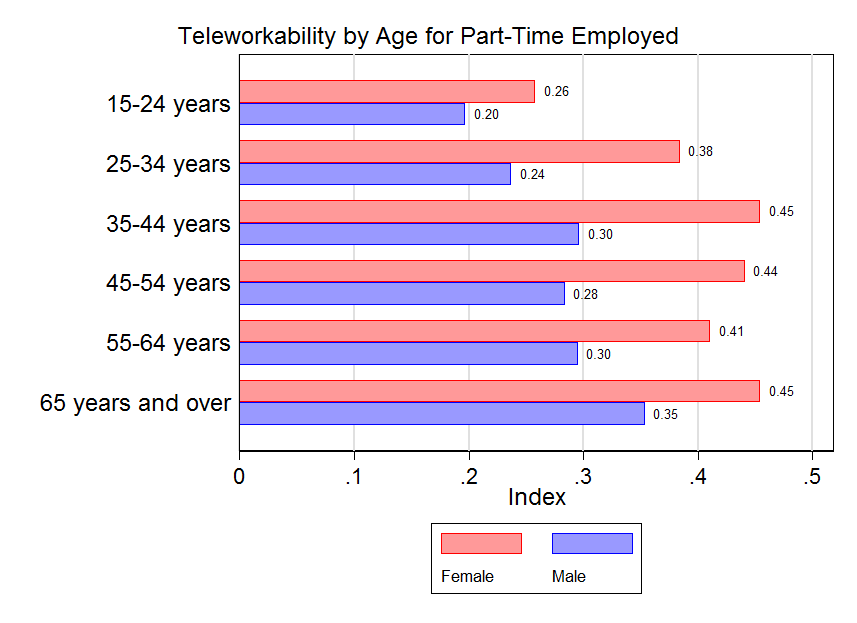 Teleworkability by Age for Part-Time Employed
15-24 years
0.26
0.20
25-34 years
0.38
0.24
35-44 years
0.45
0.30
45-54 years
0.44
0.28
55-64 years
0.41
0.30
65 years and over
0.45
0.35
0 .1 .2 .3 .4 .5
Index
Female Male